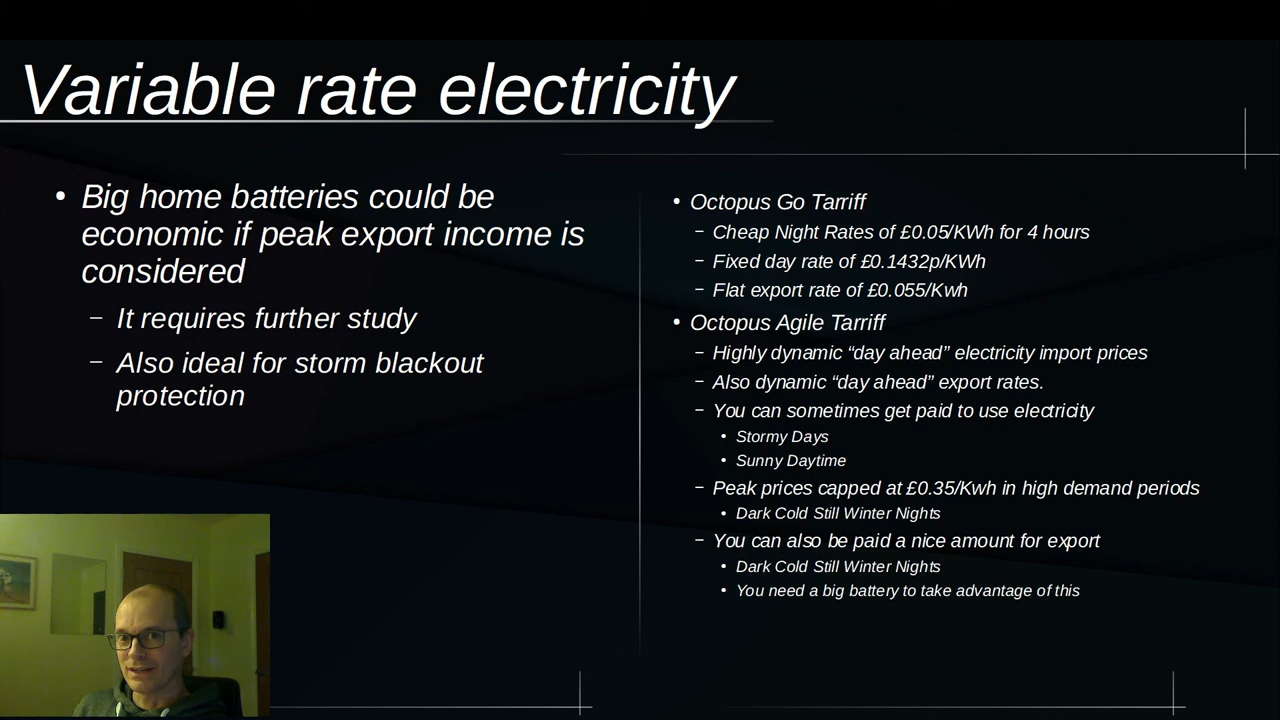 Variable rate electricity
• Big home batteries could be
economic if peak export income is
considered
– It requires further study
– Also ideal for storm blackout
protection
• Octopus Go Tarriff
– Cheap Night Rates of £0.05/KWh for 4 hours
– Fixed day rate of £0.1432p/KWh
– Flat export rate of £0.055/Kwh
• Octopus Agile Tarriff
– Highly dynamic “day ahead” electricity import prices
– Also dynamic “day ahead” export rates.
– You can sometimes get paid to use electricity
• Stormy Days
• Sunny Daytime
– Peak prices capped at £0.35/Kwh in high demand periods
• Dark Cold Still Winter Nights
– You can also be paid a nice amount for export
• Dark Cold Still Winter Nights
• You need a big battery to take advantage of this